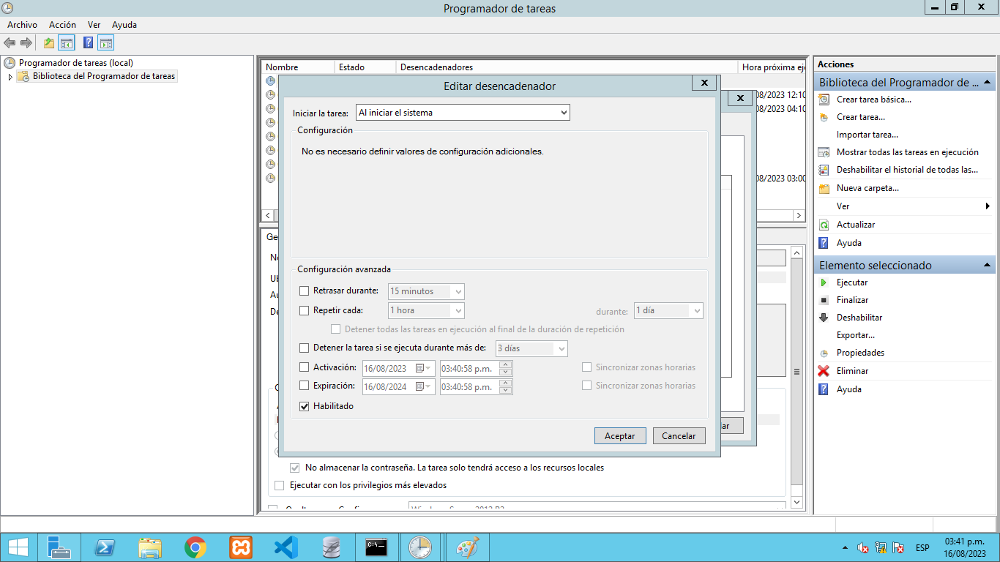 Programador de tareas
Archivo Acción Ver Ayuda
Programador de tareas (local)
Biblioteca del Programador de tareas
Nombre Estado Desencadenadores Hora próxima eje
08/2023 12:10
08/2023 04:10
08/2023 03:00
Editar desencadenador
Iniciar la tarea: Al iniciar el sistema
Configuración
No es necesario definir valores de configuración adicionales.
Configuración avanzada
Retrasar durante: 15 minutos
Repetir cada: 1 hora durante: 1 día
Detener todas las tareas en ejecución al final de la duración de repetición
Detener la tarea si se ejecuta durante más de: 3 días
Activación: 16/08/2023 03:40:58 p.m. Sincronizar zonas horarias
Expiración: 16/08/2024 03:40:58 p.m. Sincronizar zonas horarias
Habilitado
Aceptar Cancelar
No almacenar la contraseña. La tarea solo tendrá acceso a los recursos locales
Ejecutar con los privilegios más elevados
Acciones
Biblioteca del Programador de ...
Crear tarea básica...
Crear tarea...
Importar tarea...
Mostrar todas las tareas en ejecución
Deshabilitar el historial de todas las...
Nueva carpeta...
Ver
Actualizar
Ayuda
Elemento seleccionado
Ejecutar
Finalizar
Deshabilitar
Exportar...
Propiedades
Eliminar
Ayuda
ESP
03:41 p.m.
16/08/2023